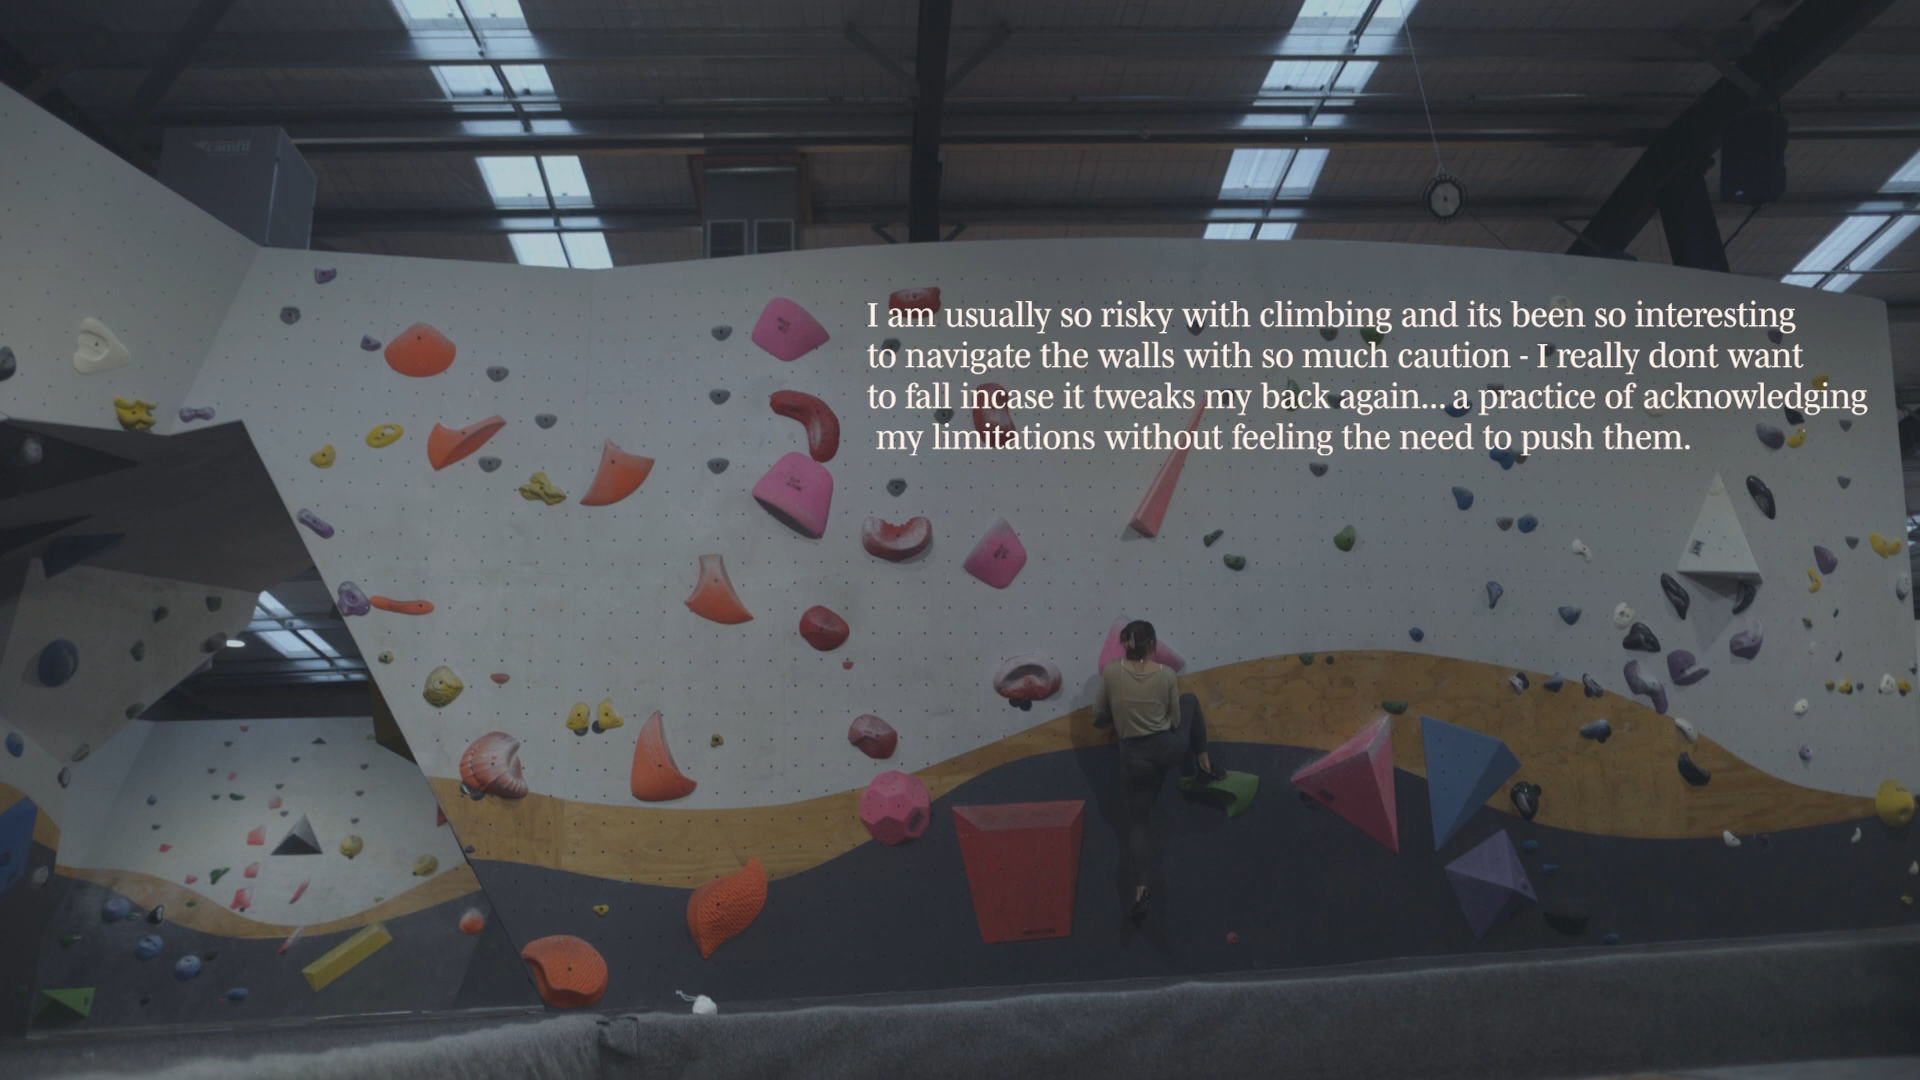 camfil
I am usually so risky with climbing and its been so interesting
to navigate the walls with so much caution - I really dont want
to fall incase it tweaks my back again... a practice of acknowledging
my limitations without feeling the need to push them.